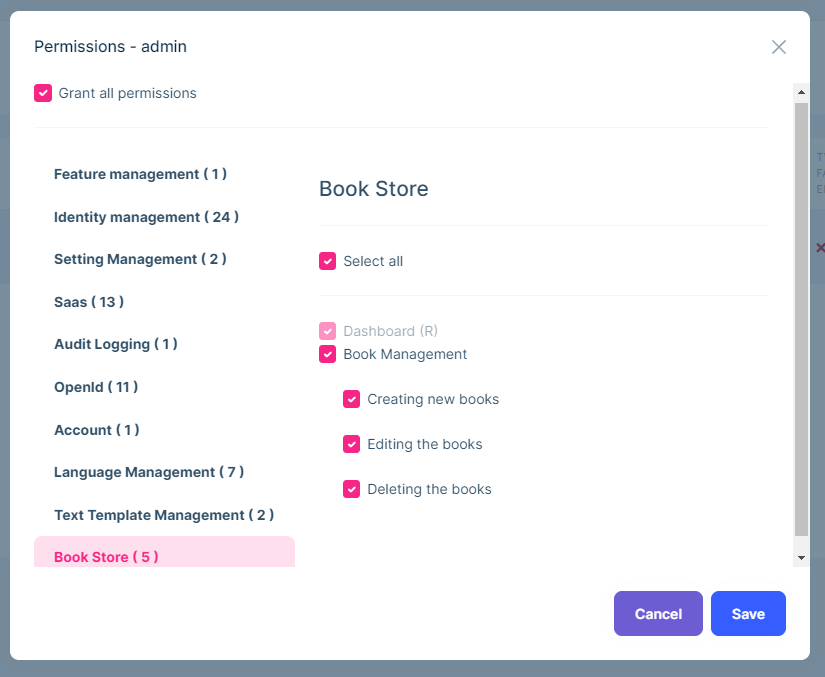 Permissions - admin
Grant all permissions
Feature management ( 1 )
Identity management ( 24 )
Setting Management ( 2 )
Saas ( 13 )
Audit Logging ( 1 )
OpenId ( 11 )
Account ( 1 )
Language Management ( 7 )
Text Template Management ( 2 )
Book Store ( 5 )
Book Store
Select all
Dashboard (R)
Book Management
Creating new books
Editing the books
Deleting the books
Cancel
Save